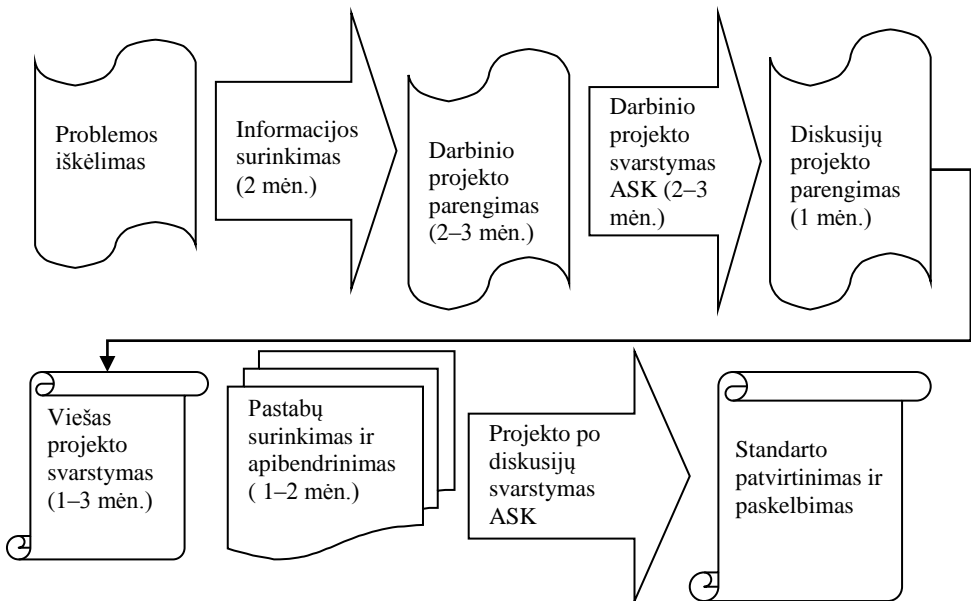 Problemos
iškėlimas
Informacijos
surinkimas
(2 mėn.)
Darbinio
projekto
parengimas
(2–3 mėn.)
Darbinio
projekto
svarstymas
ASK (2–3
mėn.)
Diskusijų
projekto
parengimas
(1 mėn.)
Viešas
projekto
svarstymas
(1–3 mėn.)
Pastabų
surinkimas ir
apibendrinimas
( 1–2 mėn.)
Projekto po
diskusijų
svarstymas
ASK
Standarto
patvirtinimas ir
paskelbimas